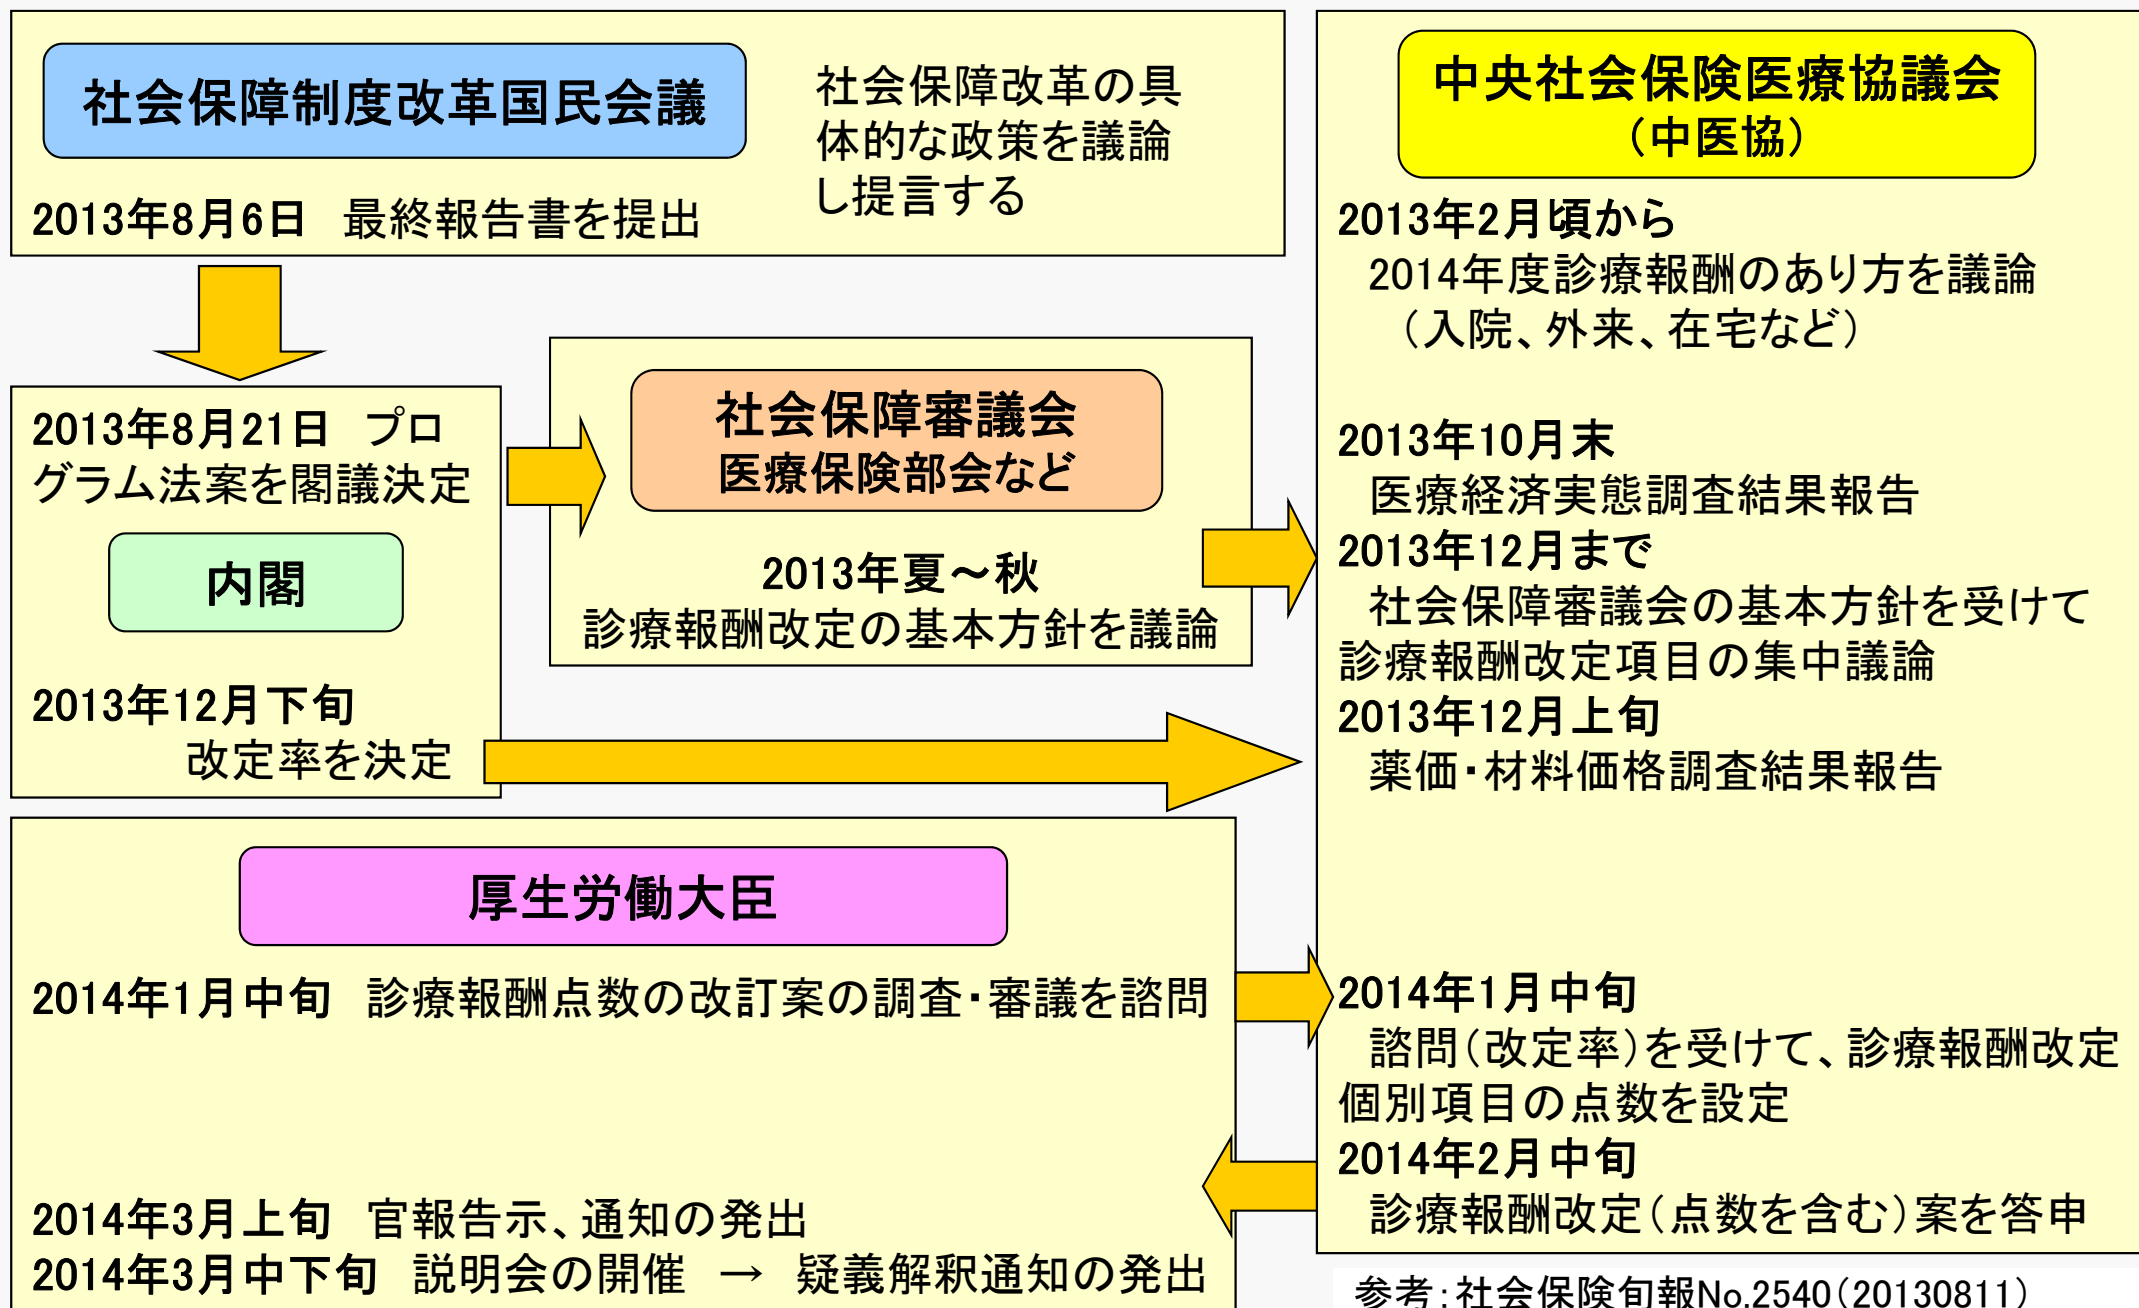 社会保障制度改革国民会議
社会保障改革の具
体的な政策を議論
し提言する
2013年8月6日　最終報告書を提出
2013年8月21日　プロ
グラム法案を閣議決定
内閣
2013年12月下旬
改定率を決定
社会保障審議会
医療保険部会など
2013年夏～秋
診療報酬改定の基本方針を議論
中央社会保険医療協議会
（中医協）
2013年2月頃から
2014年度診療報酬のあり方を議論
（入院、外来、在宅など）
2013年10月末
医療経済実態調査結果報告
2013年12月まで
社会保障審議会の基本方針を受けて
診療報酬改定項目の集中議論
2013年12月上旬
薬価・材料価格調査結果報告
2014年1月中旬
諮問（改定率）を受けて、診療報酬改定
個別項目の点数を設定
2014年2月中旬
診療報酬改定（点数を含む）案を答申
厚生労働大臣
2014年1月中旬　診療報酬点数の改訂案の調査・審議を諮問
2014年3月上旬　官報告示、通知の発出
2014年3月中下旬　説明会の開催　→　疑義解釈通知の発出
参考：社会保険旬報No.2540（20130811）